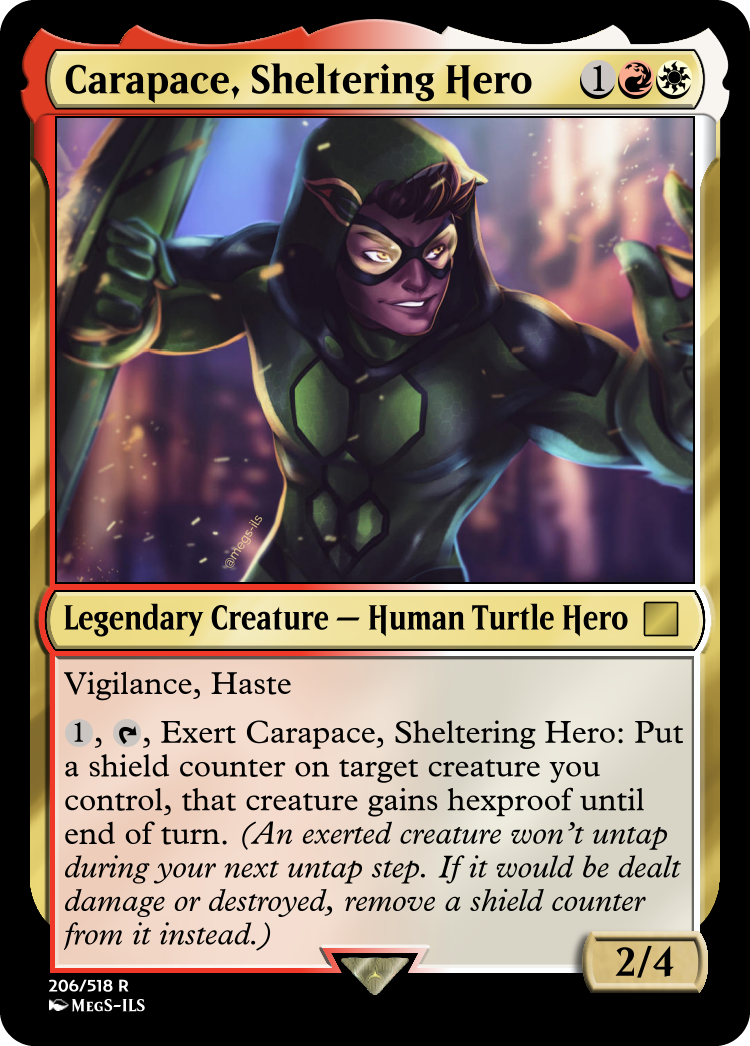 Carapace, Sheltering Hero 1
@megs-ils
Legendary Creature — Human Turtle Hero
Vigilance, Haste
1, , Exert Carapace, Sheltering Hero: Put
a shield counter on target creature you
control, that creature gains hexproof until
end of turn. (An exerted creature won't untap
during your next untap step. If it would be dealt
damage or destroyed, remove a shield counter
from it instead.)
2/4
206/518 R
MegS-ILS